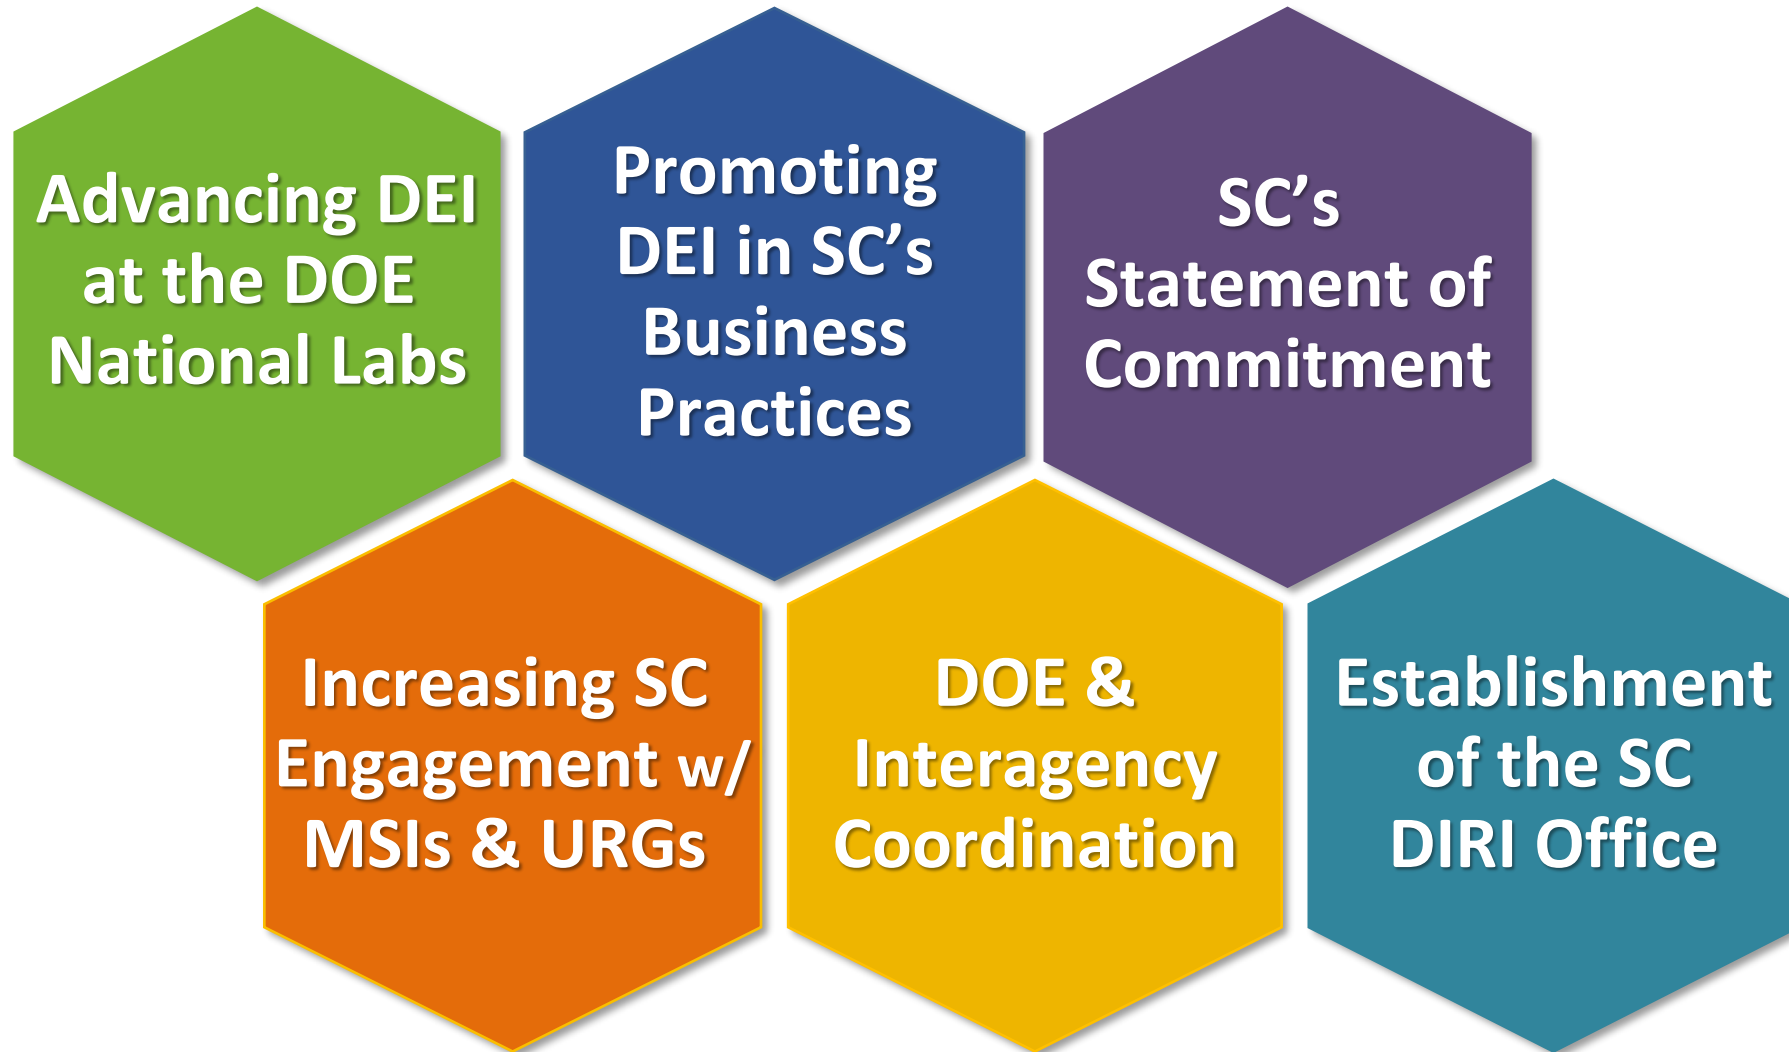 Advancing DEI
at the DOE
National Labs
Promoting
DEI in SC’s
Business
Practices
SC’s
Statement of
Commitment
Increasing SC
Engagement w/
MSIs & URGs
DOE &
Interagency
Coordination
Establishment
of the SC
DIRI Office